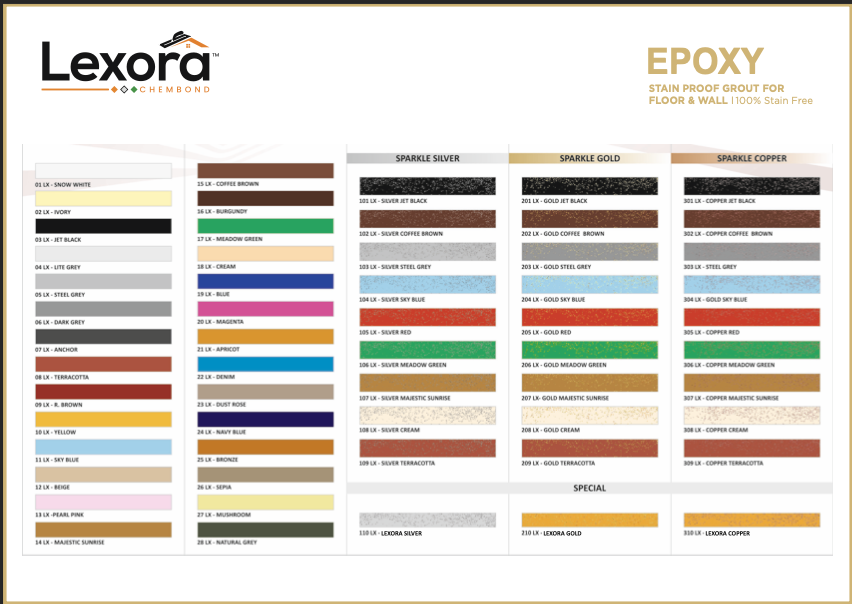 Lexora™
CHEMBOND
EPOXY
STAIN PROOF GROUT FOR
FLOOR & WALL | 100% Stain Free
01 LX - SNOW WHITE
02 LX - IVORY
03 LX - JET BLACK
04 LX - LITE GREY
05 LX - STEEL GREY
06 LX - DARK GREY
07 LX - ANCHOR
08 LX - TERRACOTTA
09 LX - R. BROWN
10 LX - YELLOW
11 LX - SKY BLUE
12 LX - BEIGE
13 LX -PEARL PINK
14 LX - MAJESTIC SUNRISE
15 LX - COFFEE BROWN
16 LX - BURGUNDY
17 LX - MEADOW GREEN
18 LX - CREAM
19 LX - BLUE
20 LX - MAGENTA
21 LX - APRICOT
22 LX - DENIM
23 LX - DUST ROSE
24 LX - NAVY BLUE
25 LX - BRONZE
26 LX - SEPIA
27 LX - MUSHROOM
28 LX - NATURAL GREY
SPARKLE SILVER
101 LX - SILVER JET BLACK
102 LX - SILVER COFFEE BROWN
103 LX - SILVER STEEL GREY
104 LX - SILVER SKY BLUE
105 LX - SILVER RED
106 LX - SILVER MEADOW GREEN
107 LX - SILVER MAJESTIC SUNRISE
108 LX - SILVER CREAM
109 LX - SILVER TERRACOTTA
SPARKLE GOLD
201 LX - GOLD JET BLACK
202 LX - GOLD COFFEE BROWN
203 LX - GOLD STEEL GREY
204 LX - GOLD SKY BLUE
205 LX - GOLD RED
206 LX - GOLD MEADOW GREEN
207 LX- GOLD MAJESTIC SUNRISE
208 LX - GOLD CREAM
209 LX - GOLD TERRACOTTA
SPARKLE COPPER
301 LX - COPPER JET BLACK
302 LX - COPPER COFFEE BROWN
303 LX - STEEL GREY
304 LX - GOLD SKY BLUE
305 LX - COPPER RED
306 LX - COPPER MEADOW GREEN
307 LX - COPPER MAJESTIC SUNRISE
308 LX - COPPER CREAM
309 LX - COPPER TERRACOTTA
SPECIAL
110 LX - LEXORA SILVER
210 LX - LEXORA GOLD
310 LX - LEXORA COPPER